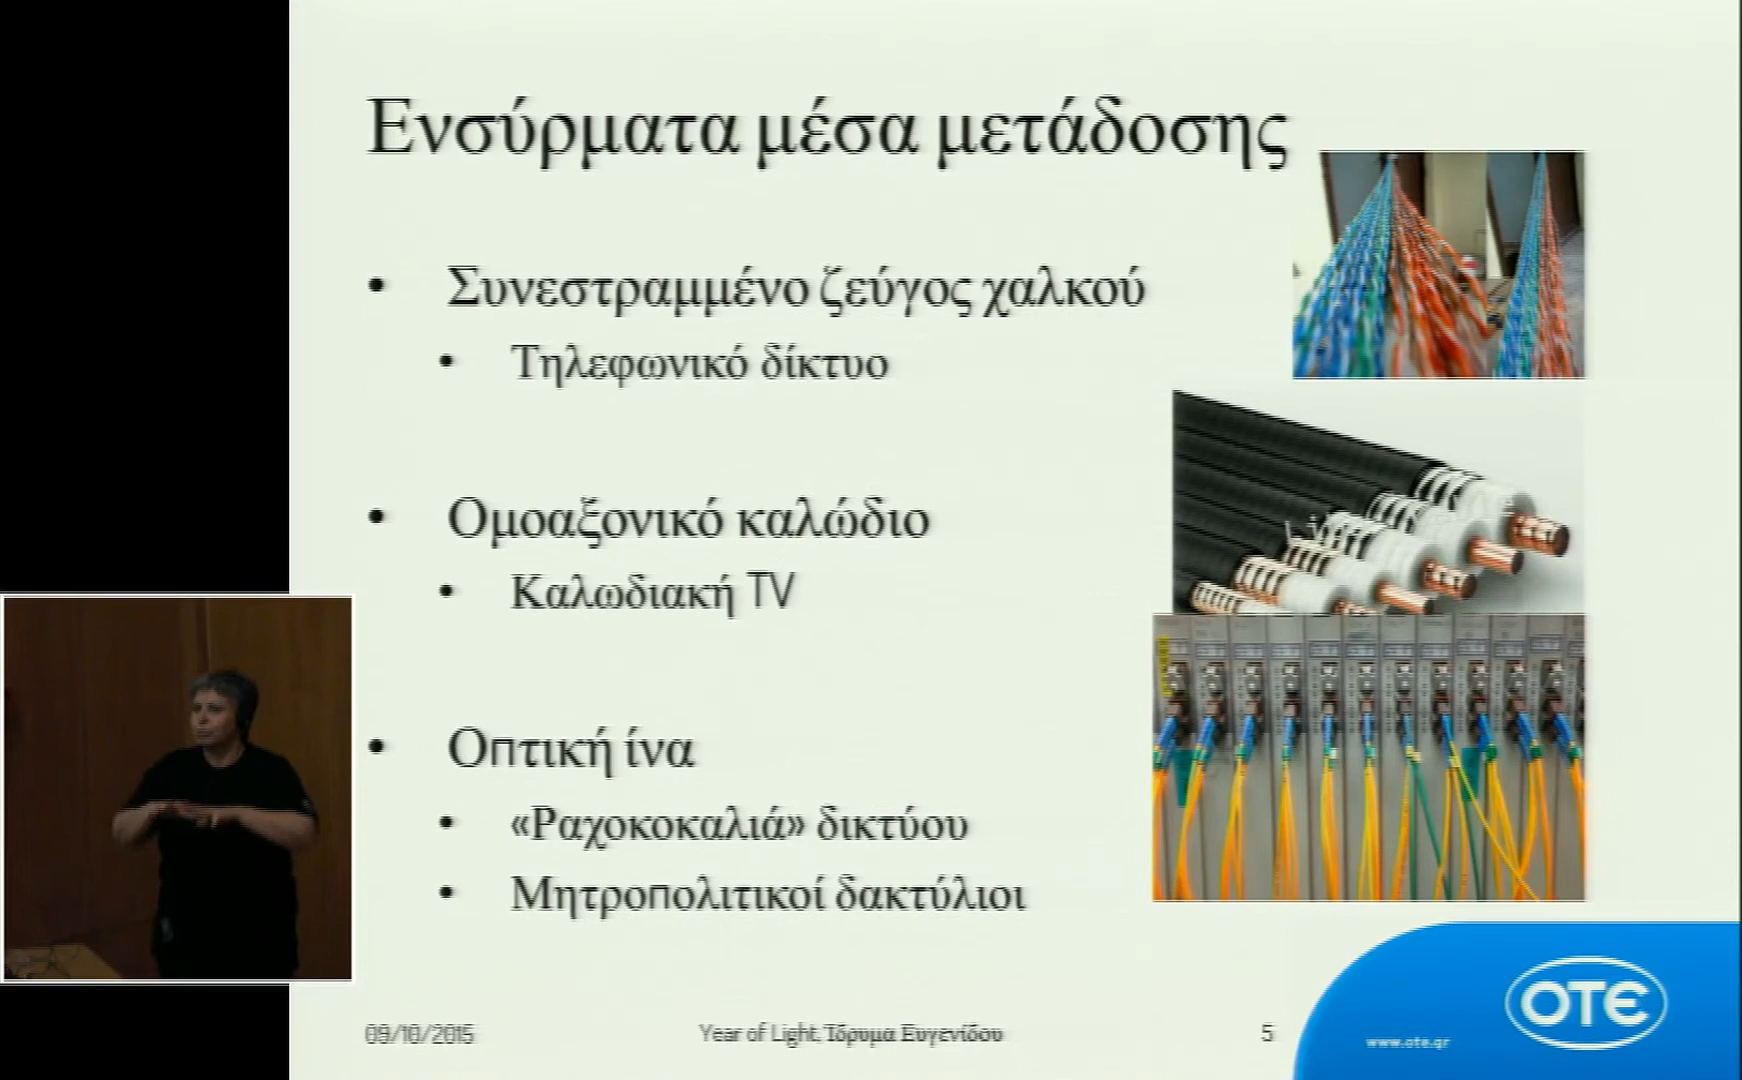 Ενσύρματα μέσα μετάδοσης
• Συνεστραμμένο ζεύγος χαλκού
• Τηλεφωνικό δίκτυο
• Ομοαξονικό καλώδιο
• Καλωδιακή TV
• Οπτική ίνα
• «Ραχοκοκαλιά» δικτύου
• Μητροπολιτικοί δακτύλιοι
09/10/2015
Year of Light, Ίδρυμα Ευγενίδου
5
www.ote.gr
OTE